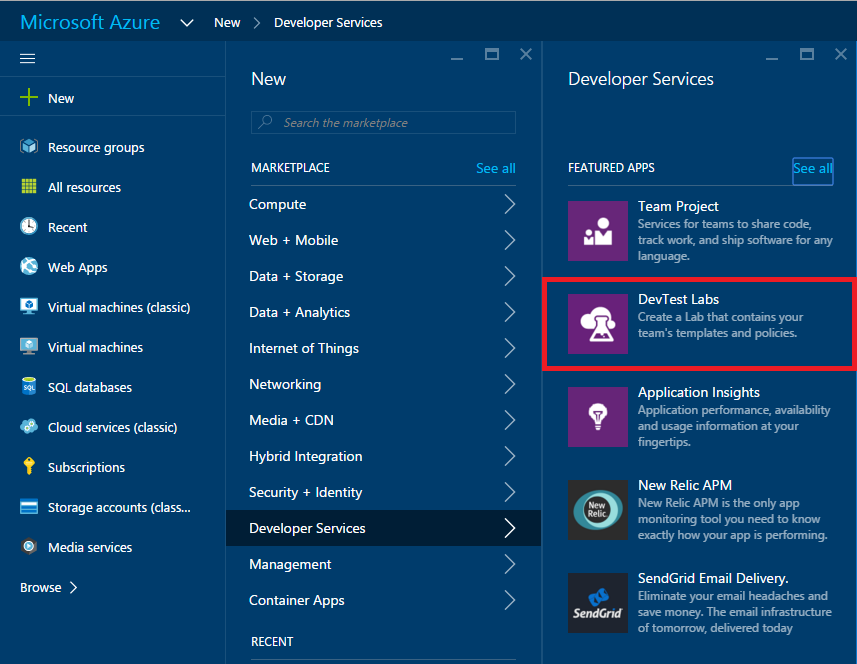 Microsoft Azure New Developer Services
New
Resource groups
All resources
Recent
Web Apps
Virtual machines (classic)
Virtual machines
SQL
SQL databases
Cloud services (classic)
Subscriptions
Storage accounts (class...
Media services
Browse
New
Search the marketplace
MARKETPLACE See all
Compute
Web + Mobile
Data + Storage
Data + Analytics
Internet of Things
Networking
Media + CDN
Hybrid Integration
Security + Identity
Developer Services
Management
Container Apps
RECENT
Developer Services
FEATURED APPS See all
Team Project
Services for teams to share code,
track work, and ship software for any
language.
DevTest Labs
Create a Lab that contains your
team's templates and policies.
Application Insights
Application performance, availability
and usage information at your
fingertips.
New
Relic.
New Relic APM
New Relic APM is the only app
monitoring tool you need to know
exactly how your app is performing.
SendGrid
SendGrid Email Delivery.
Eliminate your email headaches and
save money. The email infrastructure
of tomorrow, delivered today